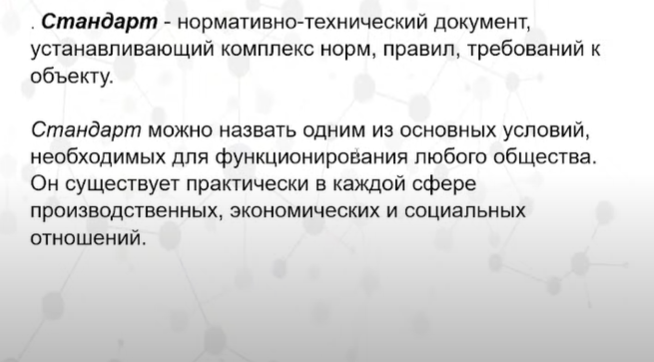 . Стандарт - нормативно-технический документ,
устанавливающий комплекс норм, правил, требований к
объекту.
Стандарт можно назвать одним из основных условий,
необходимых для функционирования любого общества.
Он существует практически в каждой сфере
производственных, экономических и социальных
отношений.